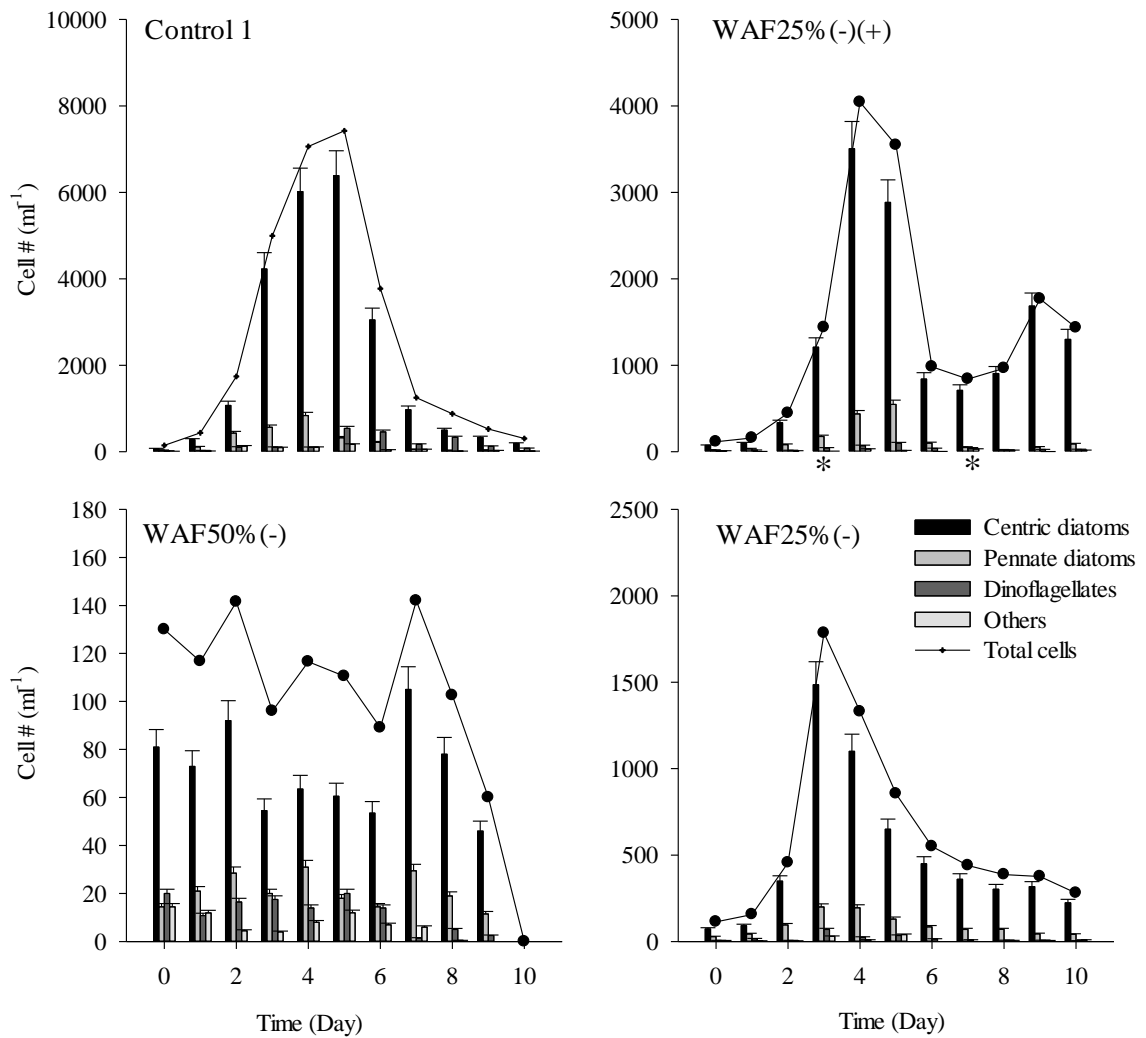 Control 1
Cell # (ml-1)
10000
8000
6000
4000
2000
0
WAF25% (-)(+)
5000
4000
3000
2000
1000
0
*
*
WAF50% (-)
Cell # (ml-1)
180
160
140
120
100
80
60
40
20
0
0 2 4 6 8 10
Time (Day)
WAF25% (-)
2500
2000
1500
1000
500
0
Centric diatoms
Pennate diatoms
Dinoflagellates
Others
Total cells
0 2 4 6 8 10
Time (Day)